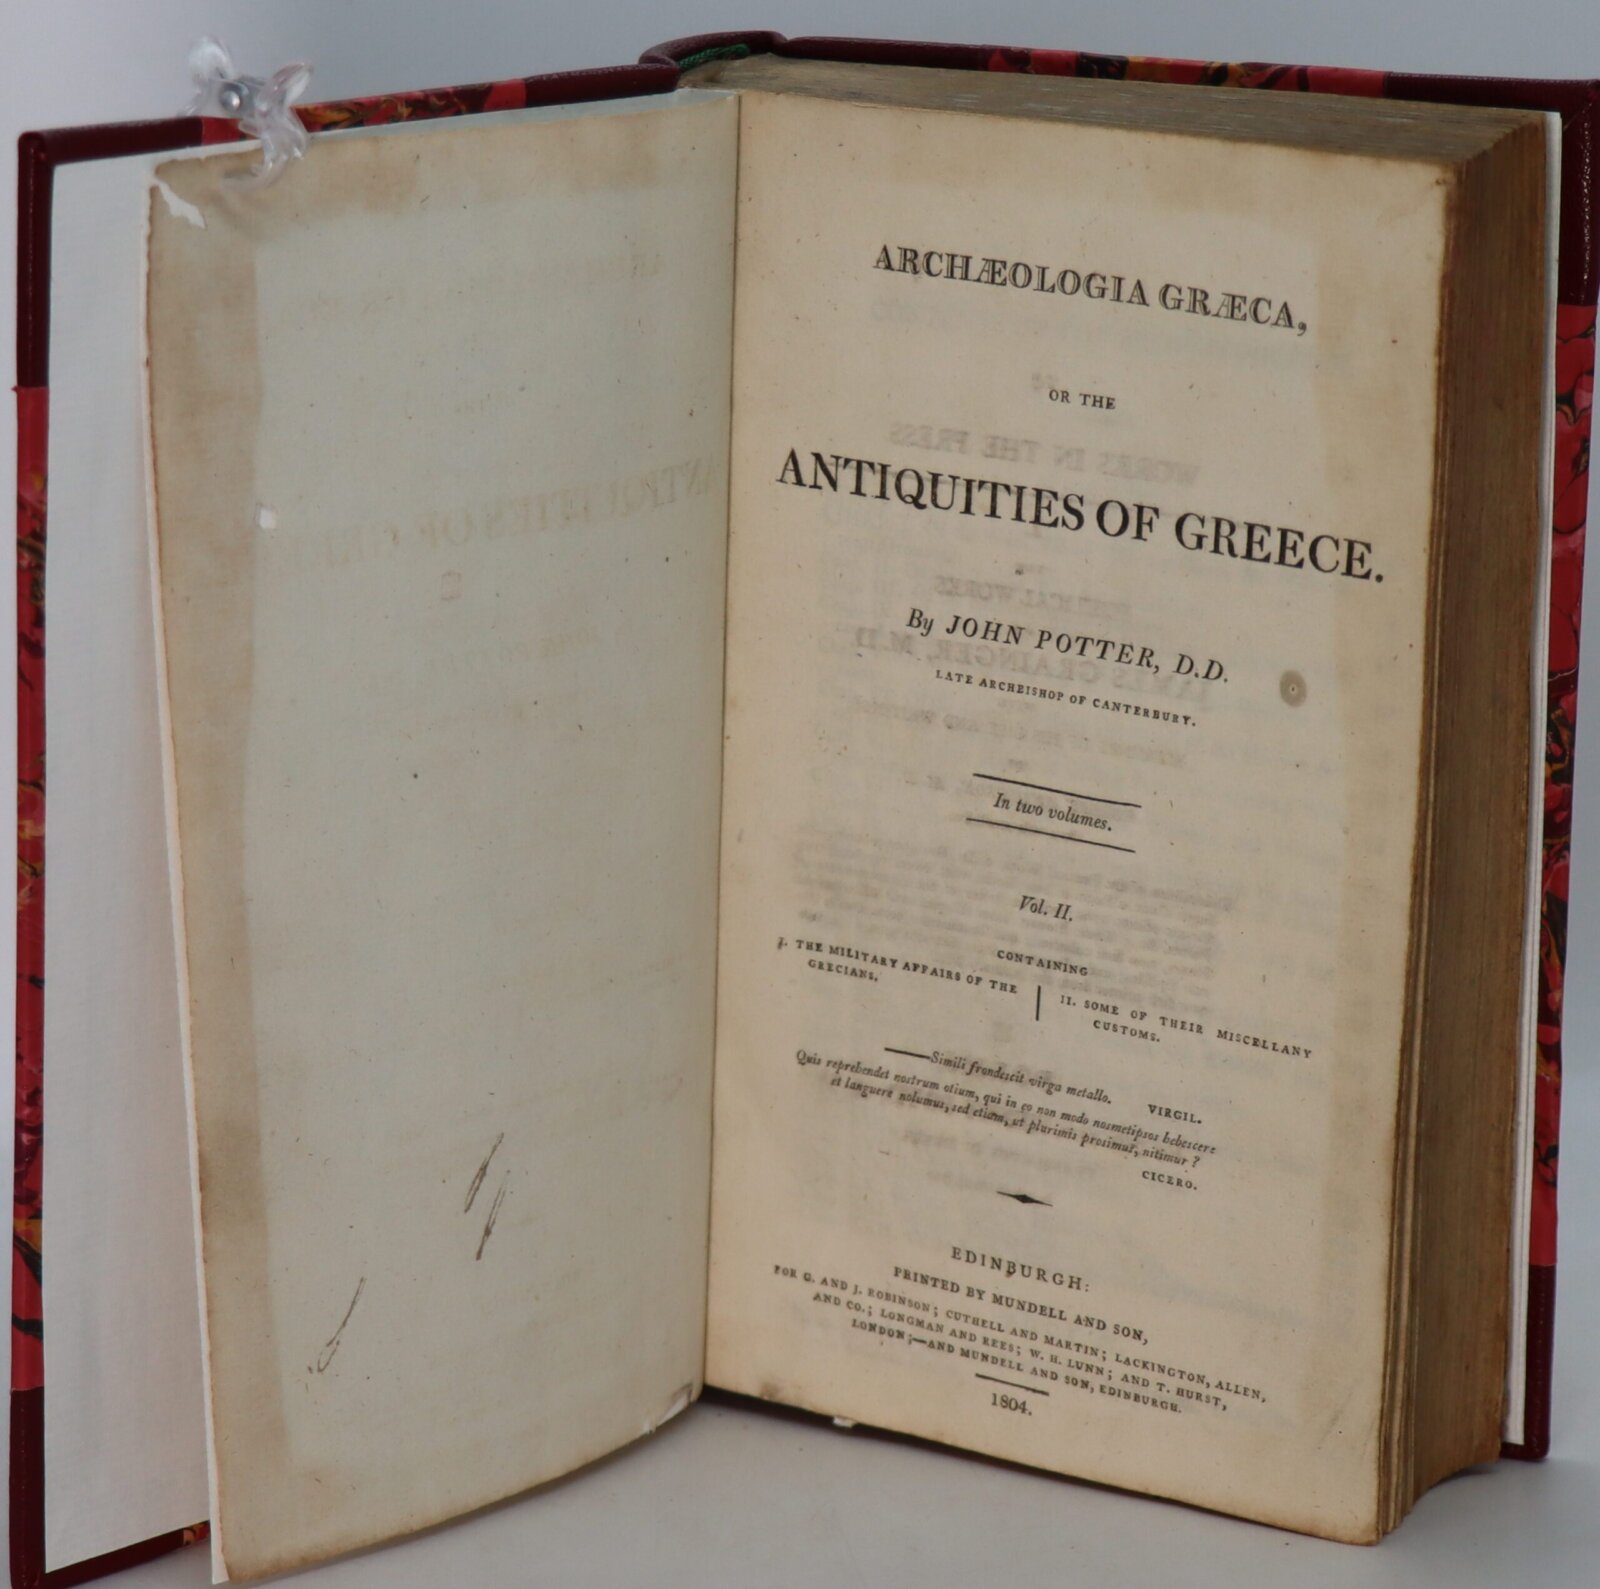 ARCHÆOLOGIA GRÆCA,
OR THE
ANTIQUITIES OF GREECE.
By JOHN POTTER, D.D.
LATE ARCHBISHOP OF CANTERBURY.
In two volumes.
Vol. II.
CONTAINING
I. THE MILITARY AFFAIRS OF THE
GRECIANS.
II. SOME OF THEIR MISCELLANY
CUSTOMS.
——Simili frondescit virga metallo.
VIRGIL.
Quis reprehendet nostrum otium, qui in eo non modo nosmetipsos hebescere
et languere nolumus, sed etiam, ut plurimis prosimus, nitimur?
CICERO.
EDINBURGH:
PRINTED BY MUNDELL AND SON,
FOR G. AND J. ROBINSON; CUTHELL AND MARTIN; LACKINGTON, ALLEN,
AND CO.; LONGMAN AND REES; W. H. LUNN; AND T. HURST,
LONDON;—AND MUNDELL AND SON, EDINBURGH.
1804.